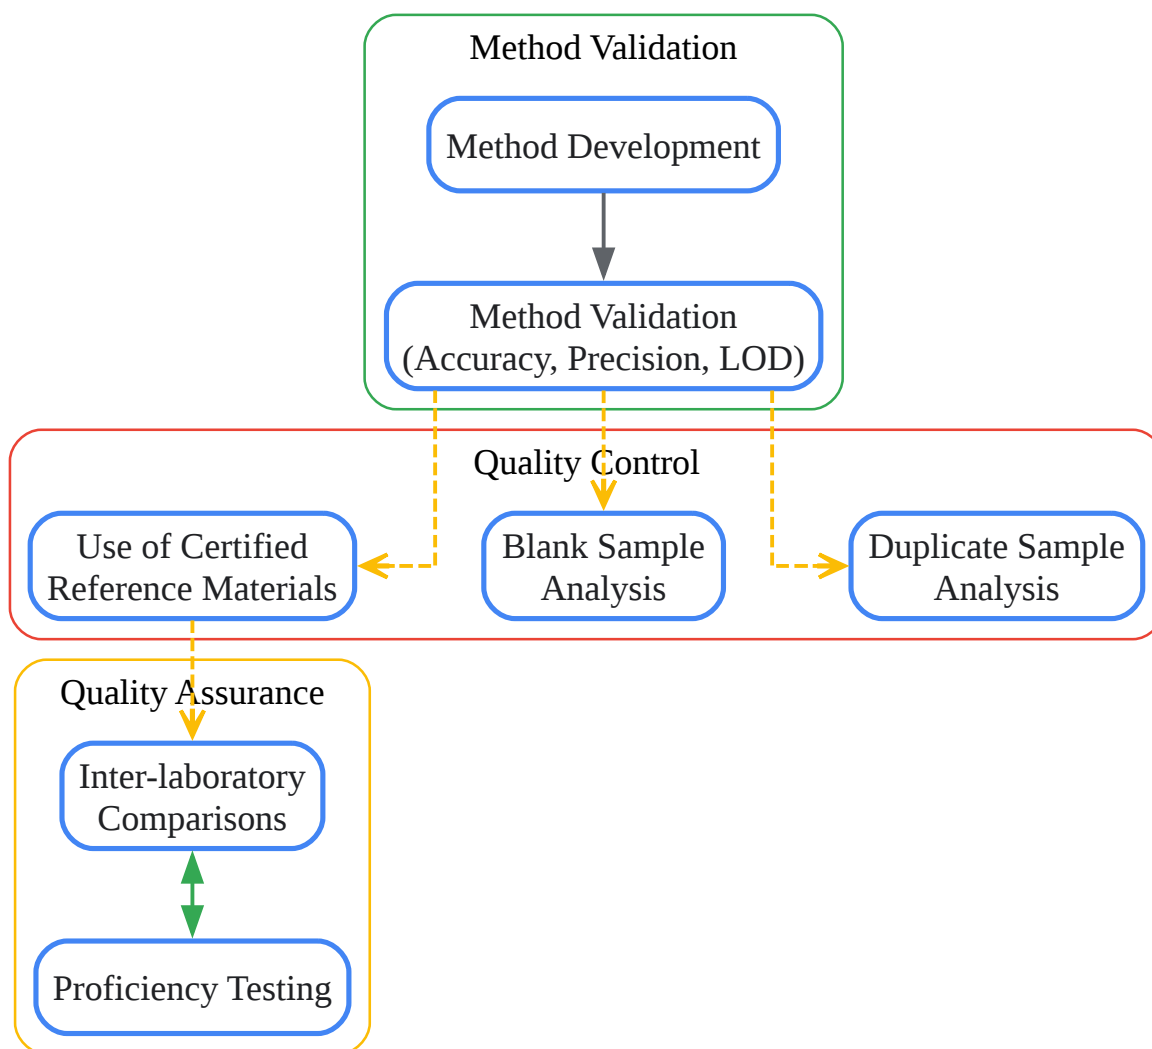 Method Validation
Method Development
Method Validation
(Accuracy, Precision, LOD)
Quality Control
Use of Certified
Reference Materials
Blank Sample
Analysis
Duplicate Sample
Analysis
Quality Assurance
Inter-laboratory
Comparisons
Proficiency Testing